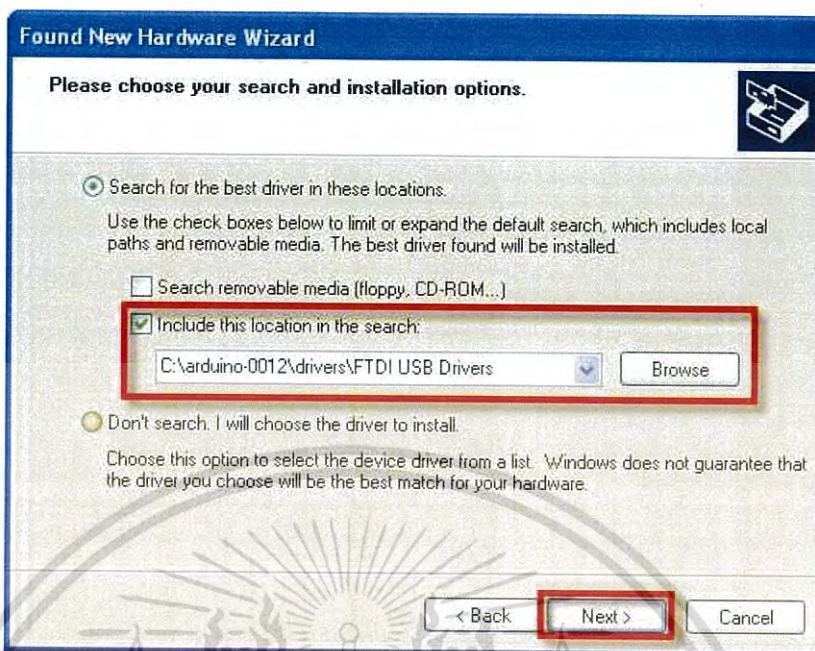 Found New Hardware Wizard
Please choose your search and installation options.
Search for the best driver in these locations.
Use the check boxes below to limit or expand the default search, which includes local
paths and removable media. The best driver found will be installed.
Search removable media (floppy, CD-ROM...)
Include this location in the search:
C:\arduino-0012\drivers\FTDI USB Drivers
Browse
Don't search. I will choose the driver to install.
Choose this option to select the device driver from a list. Windows does not guarantee that
the driver you choose will be the best match for your hardware.
< Back Next > Cancel